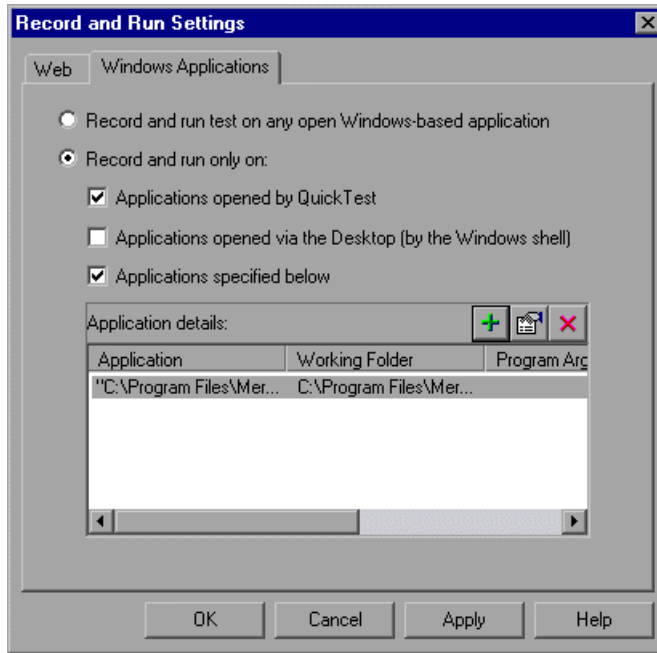 Record and Run Settings
Web Windows Applications
Record and run test on any open Windows-based application
Record and run only on:
Applications opened by QuickTest
Applications opened via the Desktop (by the Windows shell)
Applications specified below
Application details:
Application Working Folder Program Arg
"C:\Program Files\Mer... C:\Program Files\Mer...
OK Cancel Apply Help